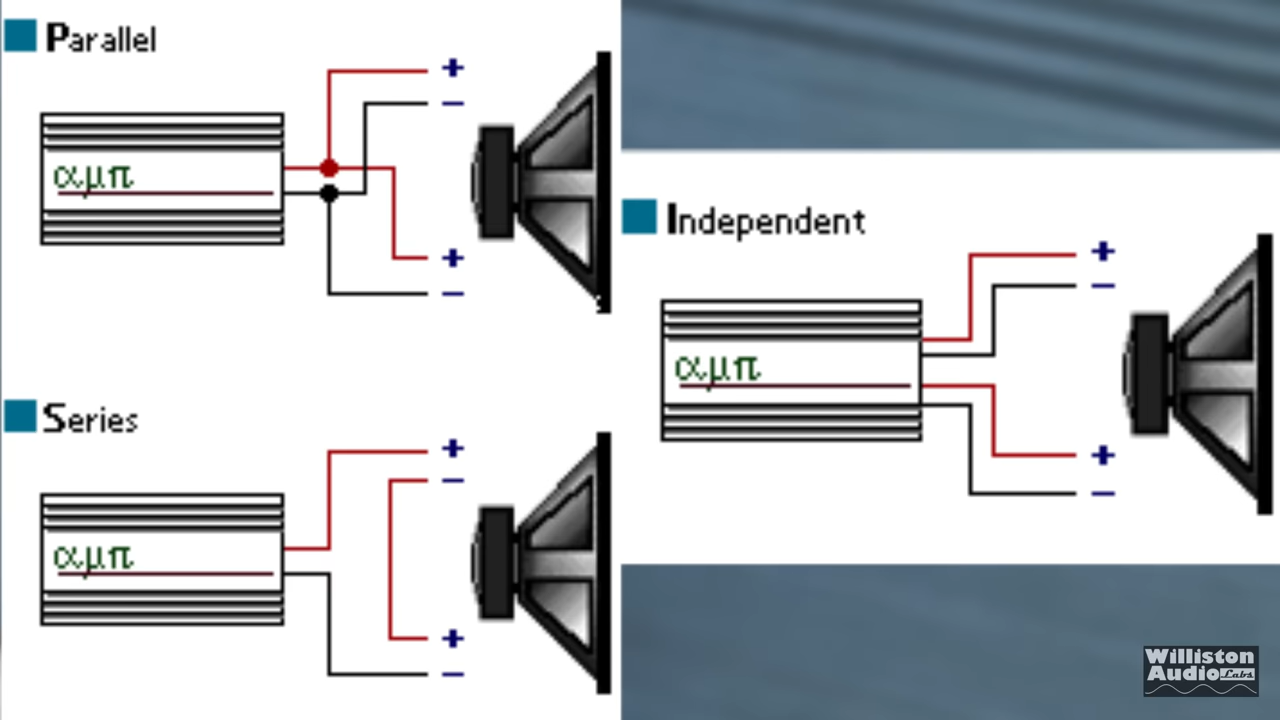 Parallel
+
−
αμπ
+
−
Series
+
−
αμπ
+
−
Independent
+
−
αμπ
+
−
Williston
Audio Labs